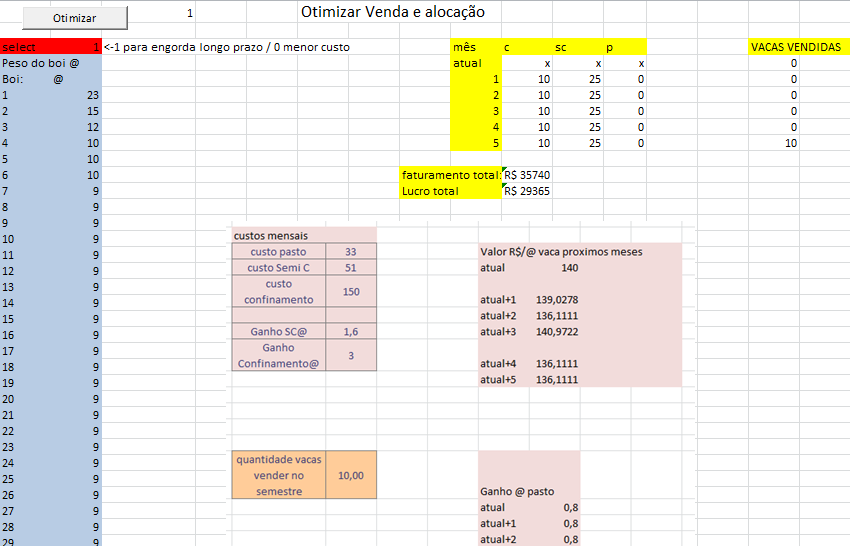 Otimizar 1 Otimizar Venda e alocação
select 1 <-1 para engorda longo prazo / 0 menor custo mês c sc p VACAS VENDIDAS
Peso do boi @ atual x x x 0
Boi: @ 1 10 25 0 0
1 23 2 10 25 0 0
2 15 3 10 25 0 0
3 12 4 10 25 0 0
4 10 5 10 25 0 10
5 10
6 10 faturamento total: R$ 35740
7 9 Lucro total R$ 29365
8 9
9 9 custos mensais
10 9 custo pasto 33 Valor R$/@ vaca proximos meses
11 9 custo Semi C 51 atual 140
12 9 custo
13 9 confinamento 150 atual+1 139,0278
14 9 atual+2 136,1111
15 9 Ganho SC@ 1,6 atual+3 140,9722
16 9 Ganho
17 9 Confinamento@ 3 atual+4 136,1111
18 9 atual+5 136,1111
19 9
20 9
21 9
22 9
23 9
24 9 quantidade vacas
25 9 vender no 10,00
26 9 semestre Ganho @ pasto
27 9 atual 0,8
28 9 atual+1 0,8
29 9 atual+2 0,8